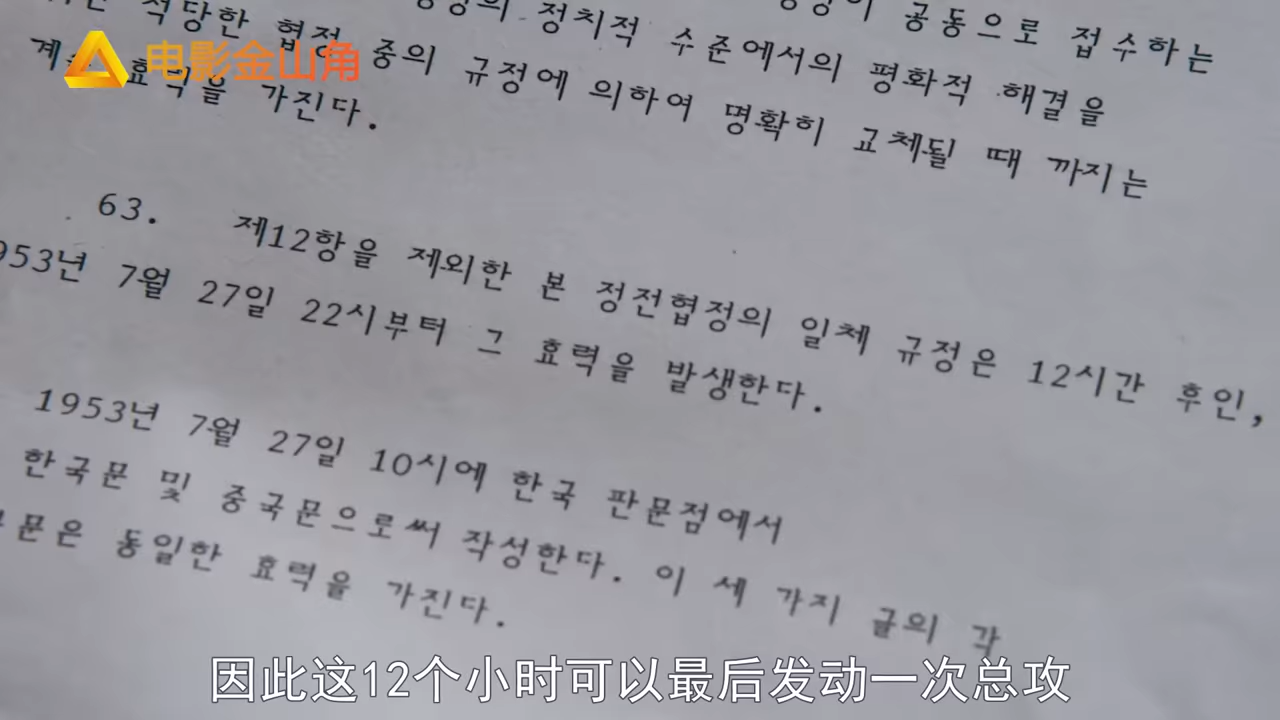 적당한 협정 중의 규정에 의하여 명확히 교체될 때 까지는
정치적 수준에서의 평화적 해결을
공동으로 접수하는
효력을 가진다.
63. 제12항을 제외한 본 정전협정의 일체 규정은 12시간 후인,
953년 7월 27일 22시부터 그 효력을 발생한다.
1953년 7월 27일 10시에 한국 판문점에서
한국문 및 중국문으로써 작성한다. 이 세 가지 글의 각
문은 동일한 효력을 가진다.
电影金山角
因此这12个小时可以最后发动一次总攻